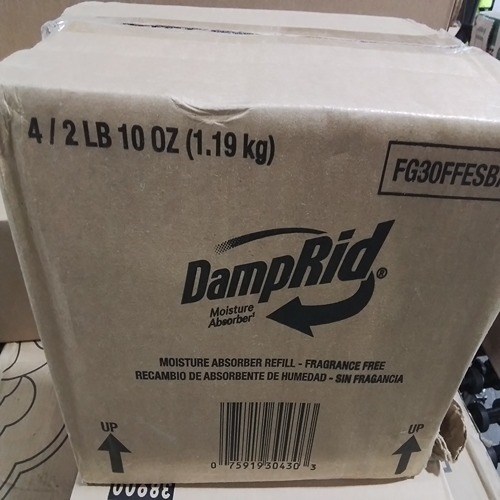 4 / 2 LB 10 OZ (1.19 kg)
FG30FFESB
DampRid®
Moisture
Absorber
MOISTURE ABSORBER REFILL - FRAGRANCE FREE
RECAMBIO DE ABSORBENTE DE HUMEDAD - SIN FRAGANCIA
UP
UP
0 75919 30430 3